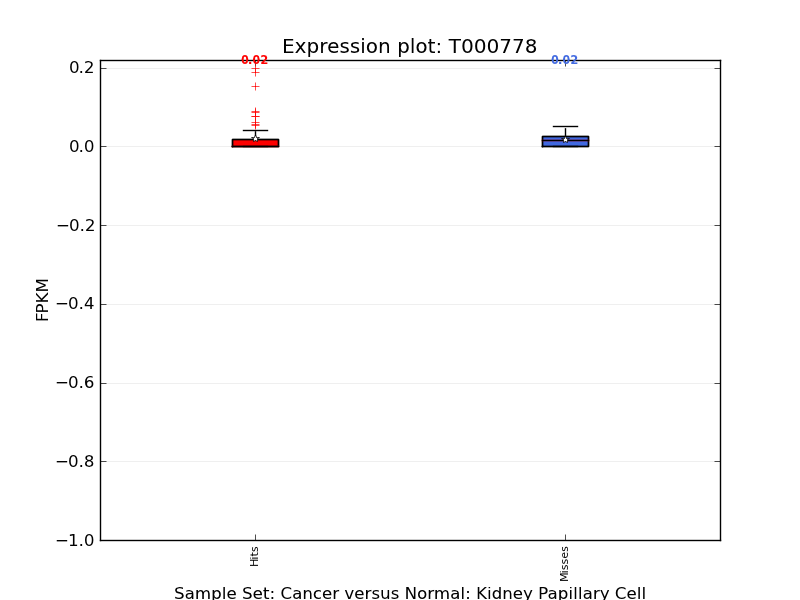 Expression plot: T000778
0.02
0.02
0.2
0.0
−0.2
−0.4
−0.6
−0.8
−1.0
FPKM
Hits
Misses
Sample Set: Cancer versus Normal: Kidney Papillary Cell